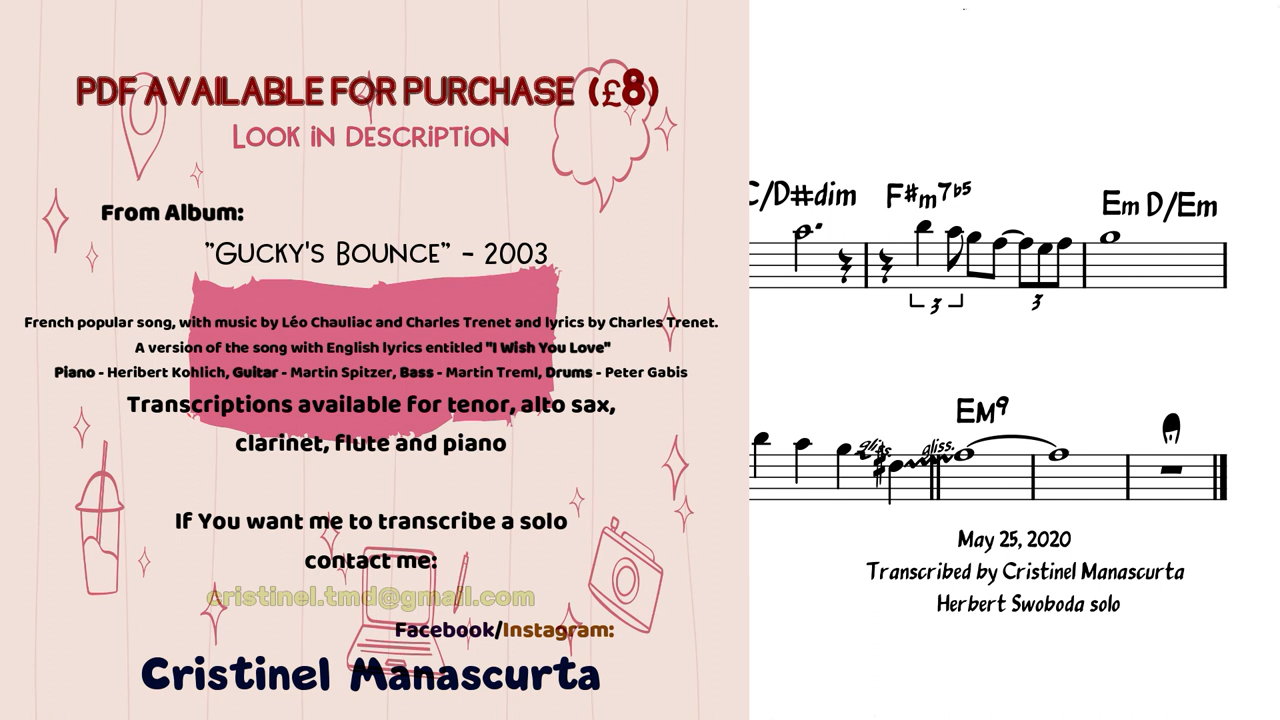 PDF AVAILABLE FOR PURCHASE (£8)
LOOK IN DESCRIPTION
From Album:
"GUCKY'S BOUNCE" - 2003
French popular song, with music by Léo Chauliac and Charles Trenet and lyrics by Charles Trenet.
A version of the song with English lyrics entitled "I Wish You Love"
Piano - Heribert Kohlich, Guitar - Martin Spitzer, Bass - Martin Treml, Drums - Peter Gabis
Transcriptions available for tenor, alto sax,
clarinet, flute and piano
If You want me to transcribe a solo
contact me:
cristinel.tmd@gmail.com
Facebook/Instagram:
Cristinel Manascurta
C/D#dim F#m7b5 Em D/Em
3 3
EM9
gliss. gliss.
May 25, 2020
Transcribed by Cristinel Manascurta
Herbert Swoboda solo